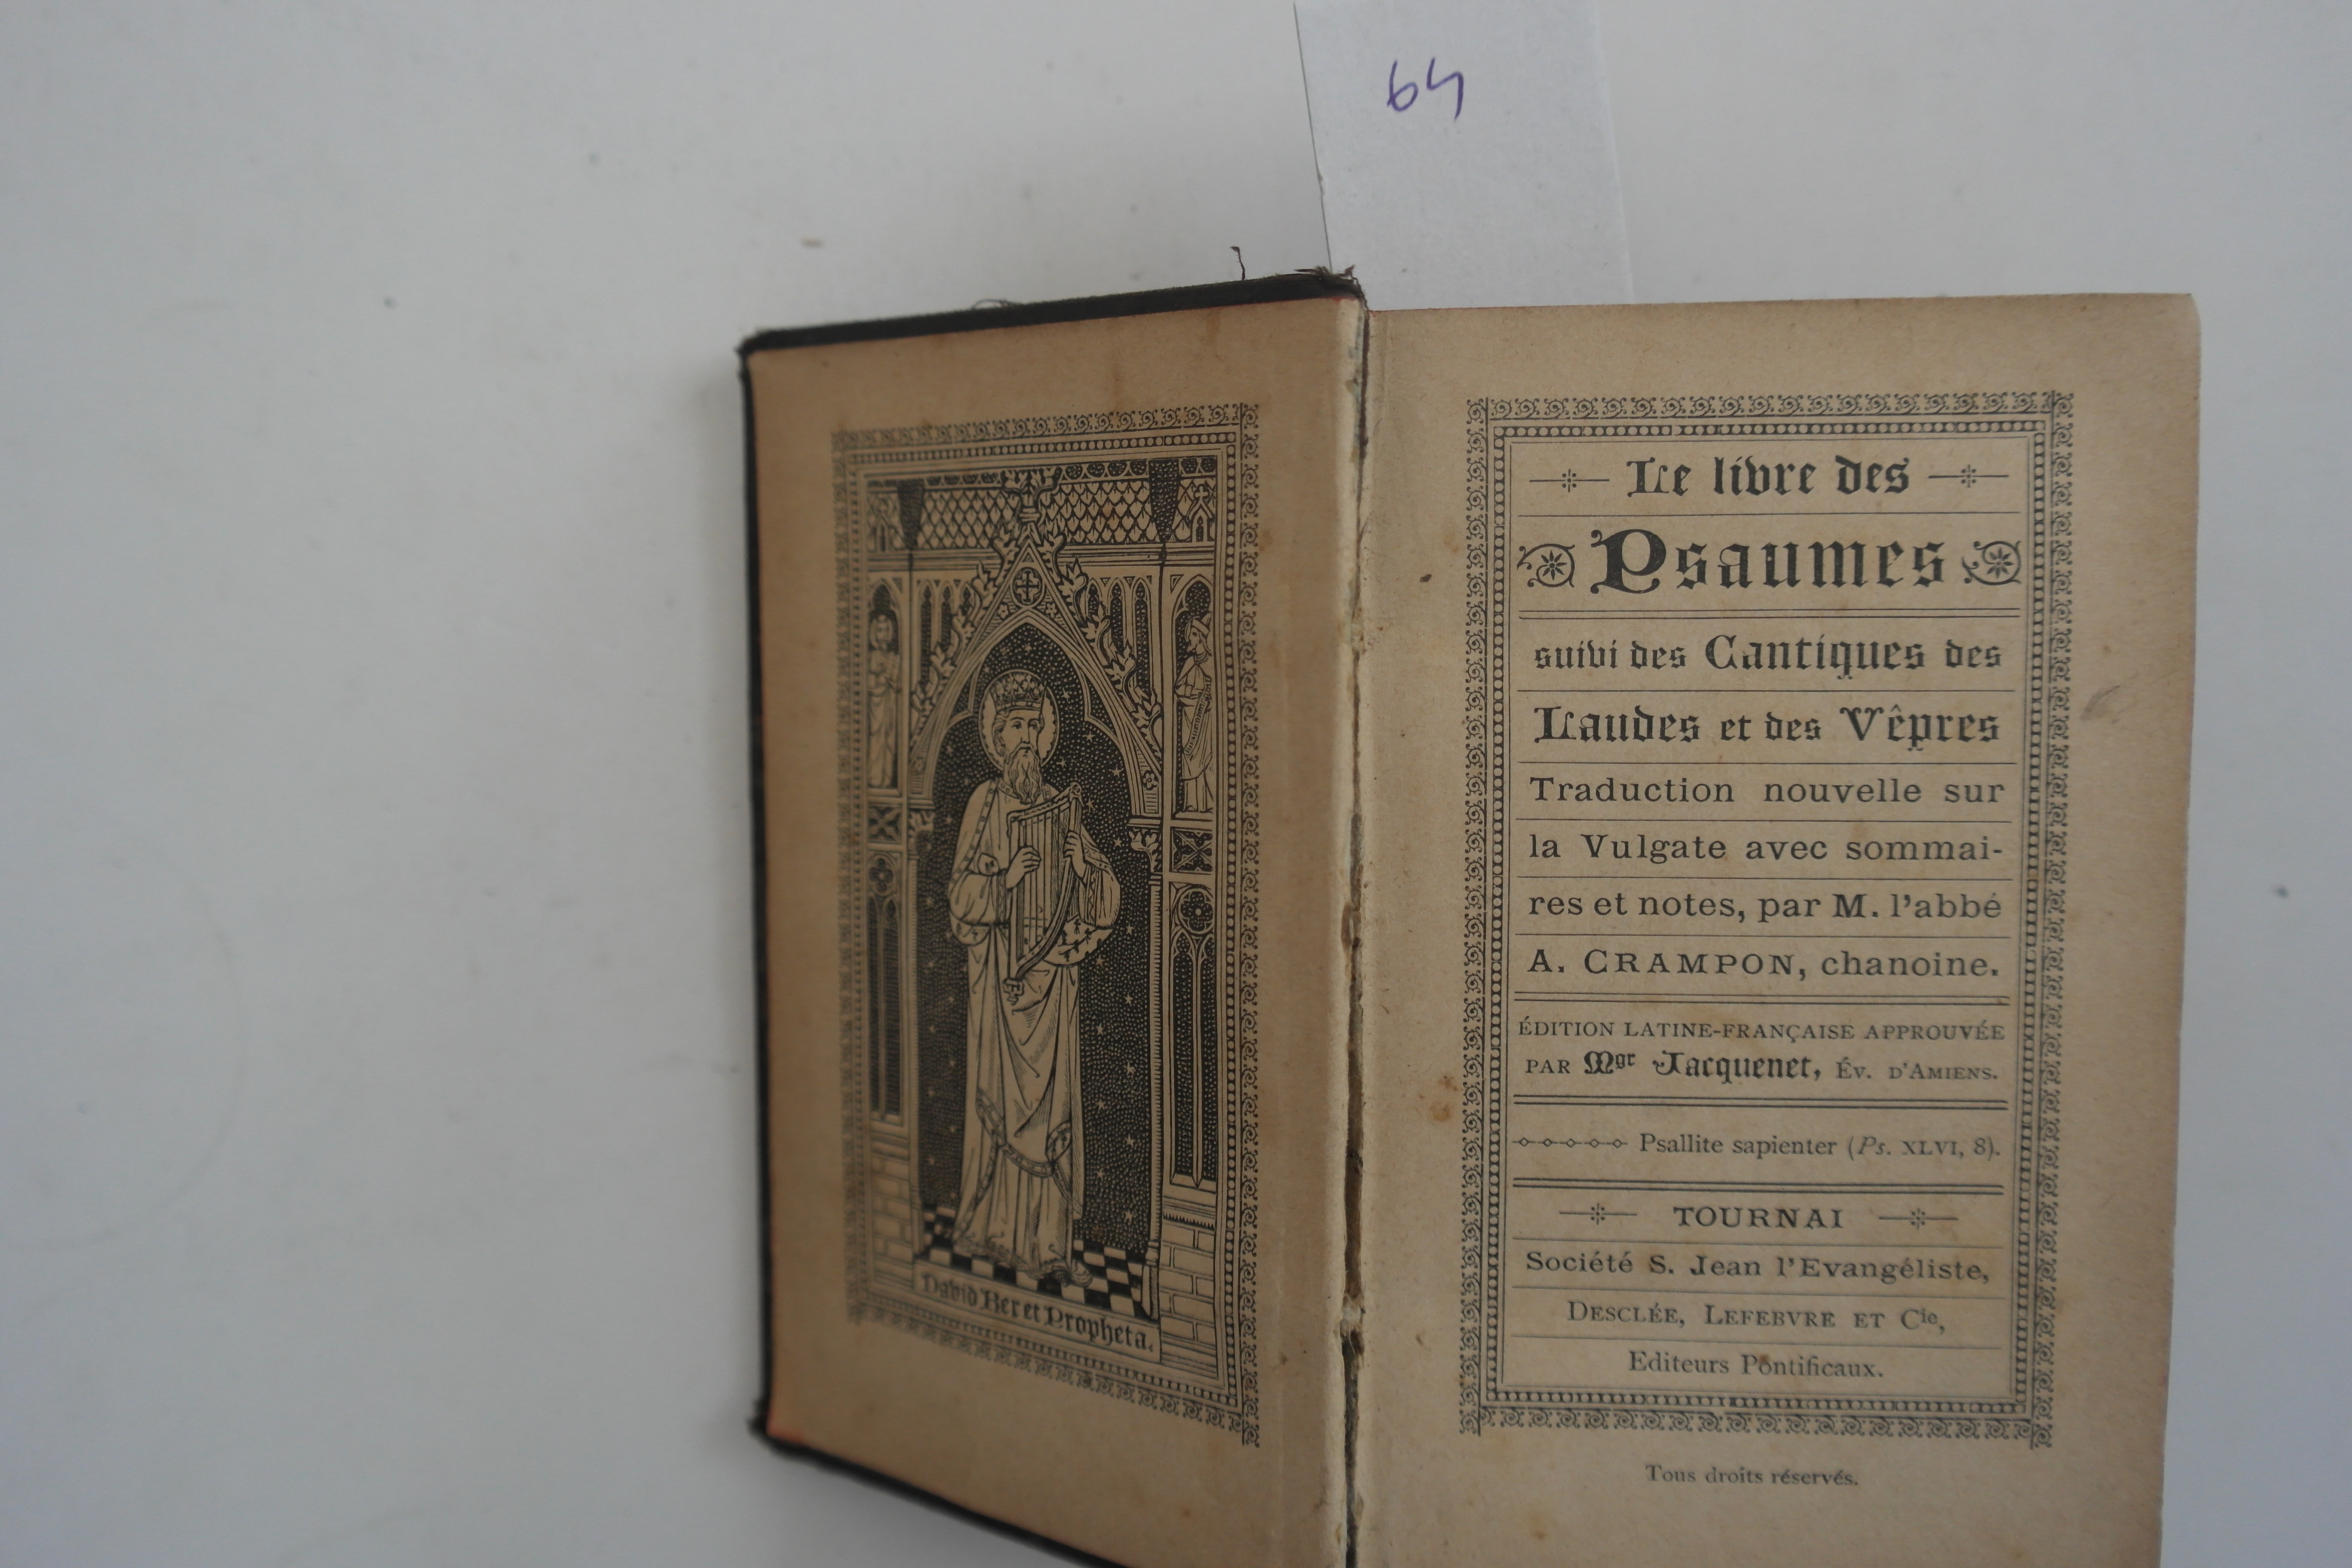 64
David Rex et Propheta.
Le livre des
Psaumes
suivi des Cantiques des
Laudes et des Vêpres
Traduction nouvelle sur
la Vulgate avec sommai-
res et notes, par M. l'abbé
A. CRAMPON, chanoine.
ÉDITION LATINE-FRANÇAISE APPROUVÉE
PAR Mgr Jacquenet, ÉV. D'AMIENS.
Psallite sapienter (Ps. XLVI, 8).
TOURNAI
Société S. Jean l'Evangéliste,
DESCLÉE, LEFEBVRE ET Cie,
Editeurs Pontificaux.
Tous droits réservés.